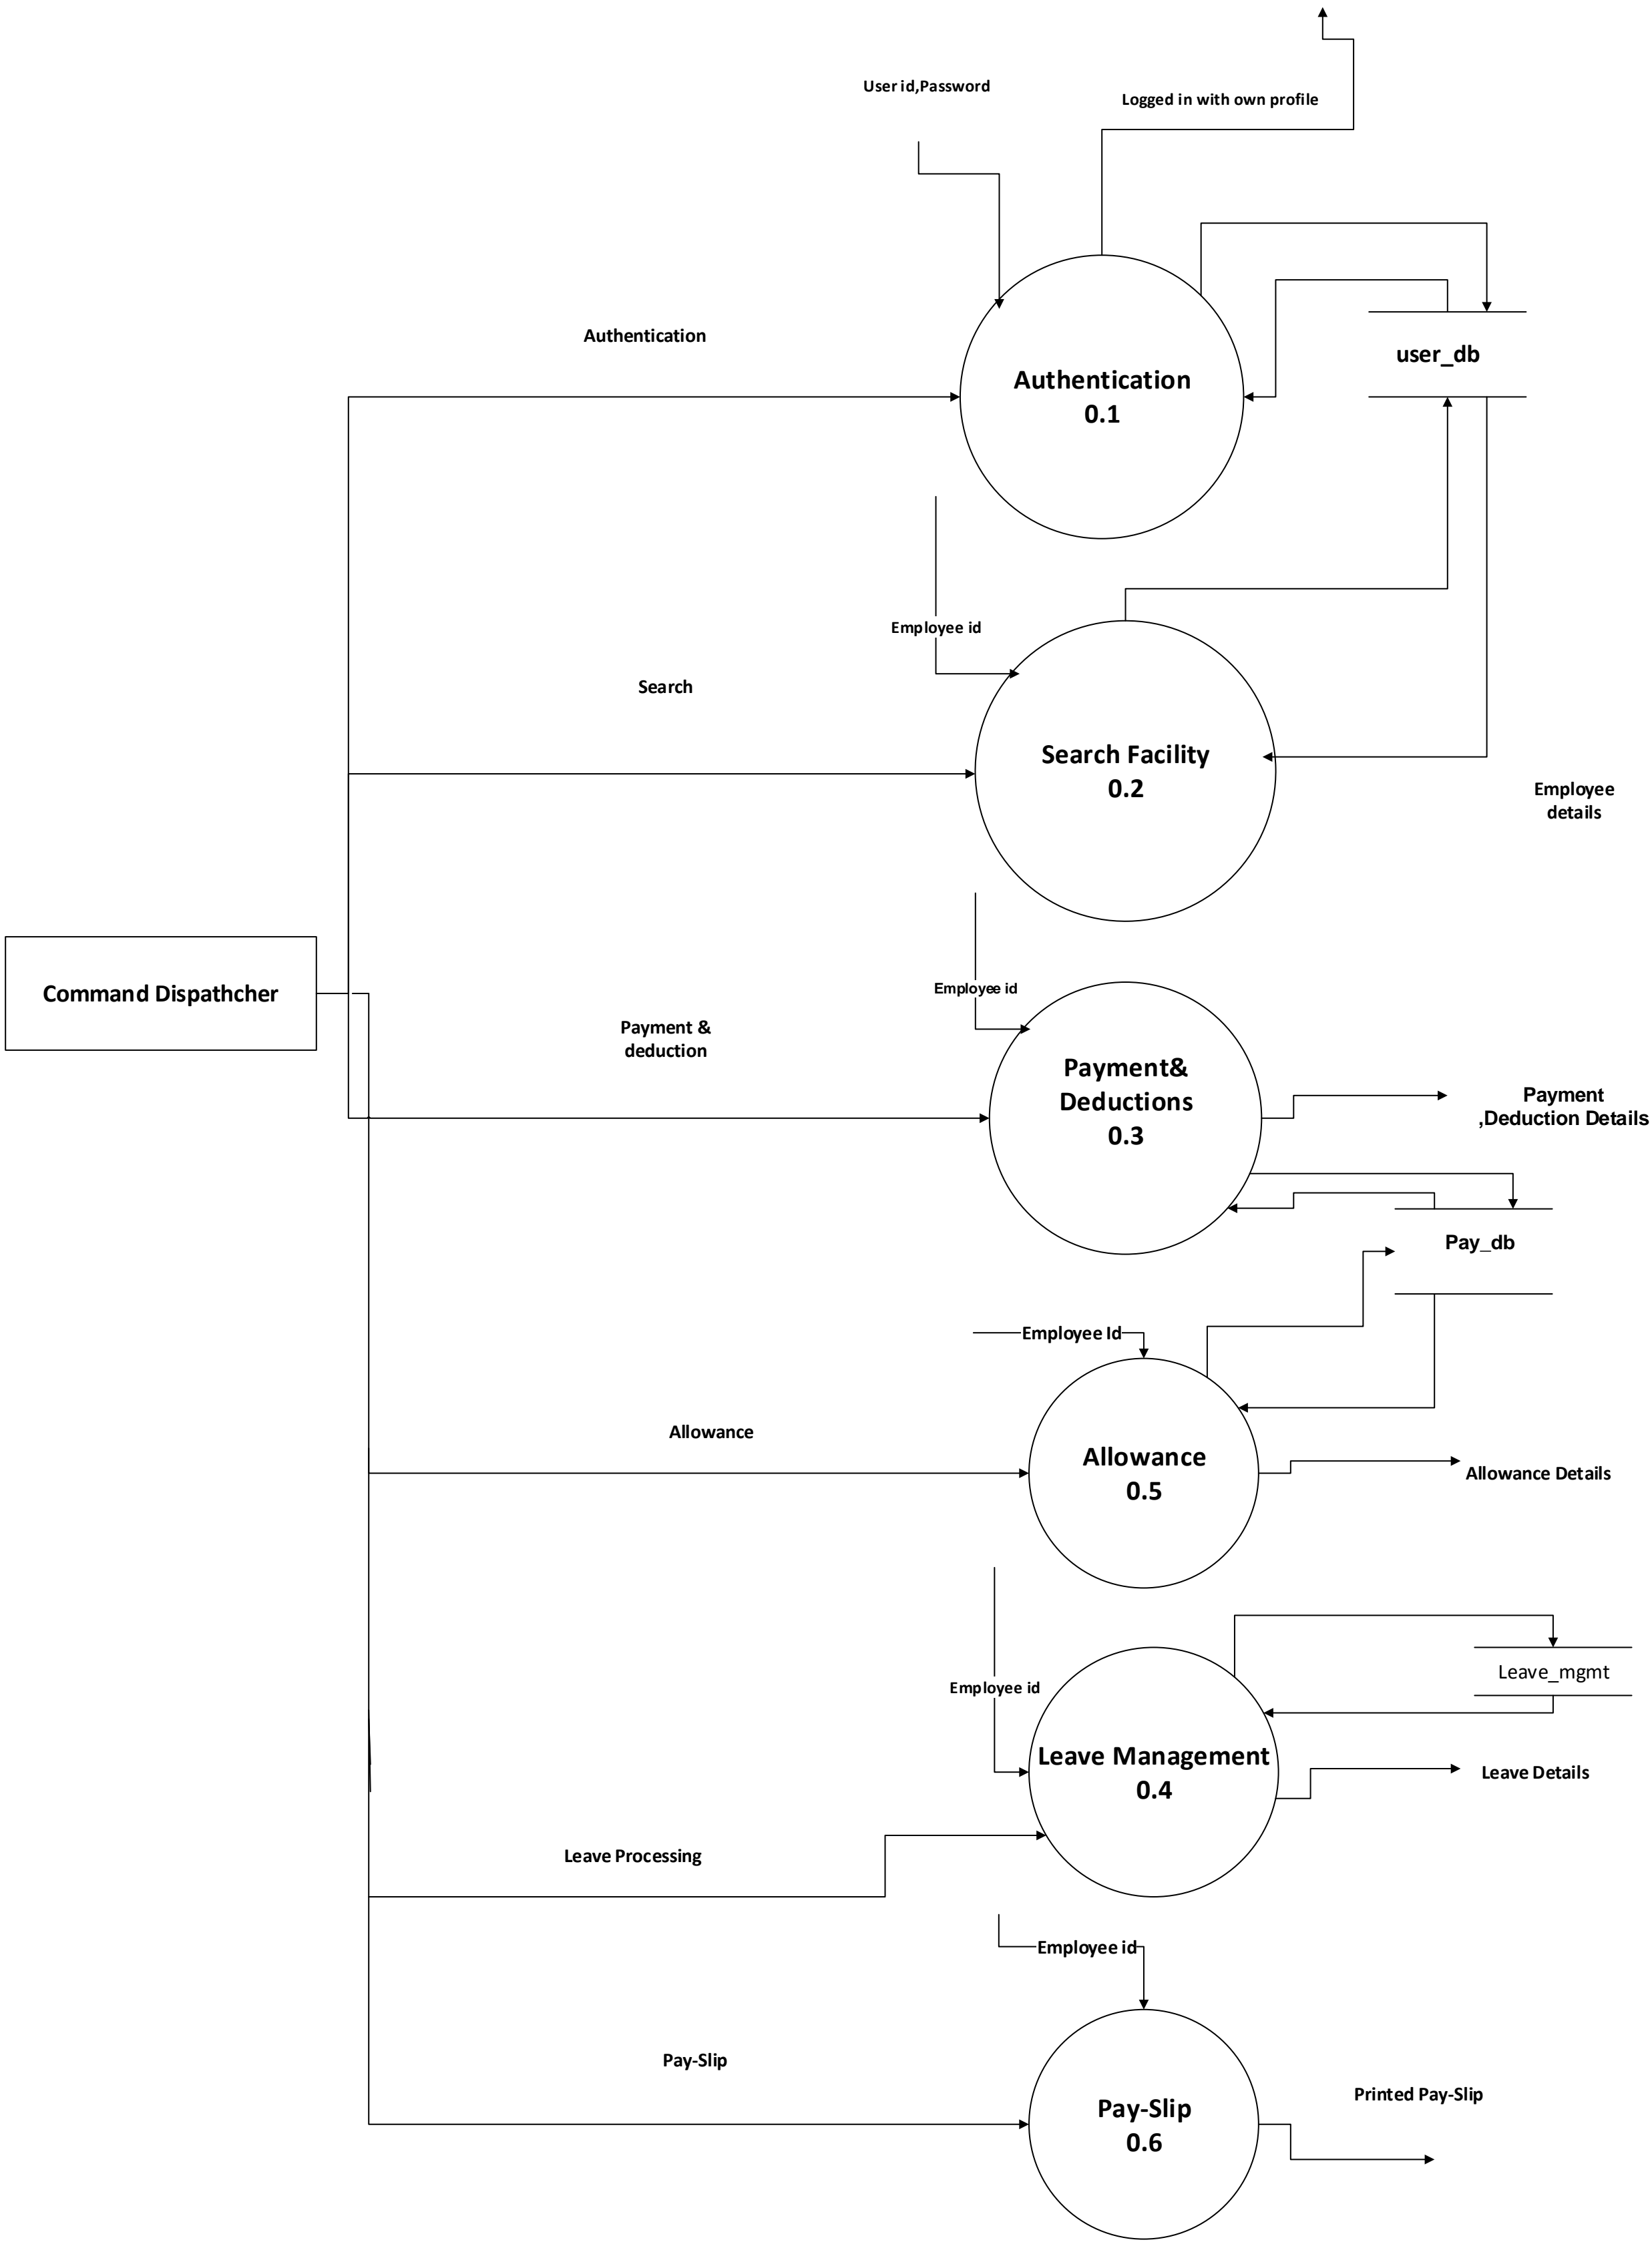 User id,Password
Logged in with own profile
Authentication
user_db
Authentication
0.1
Employee id
Search
Search Facility
0.2
Employee
details
Command Dispathcher
Employee id
Payment &
deduction
Payment&
Deductions
0.3
Payment
,Deduction Details
Pay_db
Employee Id
Allowance
Allowance
0.5
Allowance Details
Leave_mgmt
Employee id
Leave Management
0.4
Leave Details
Leave Processing
Employee id
Pay-Slip
Pay-Slip
0.6
Printed Pay-Slip